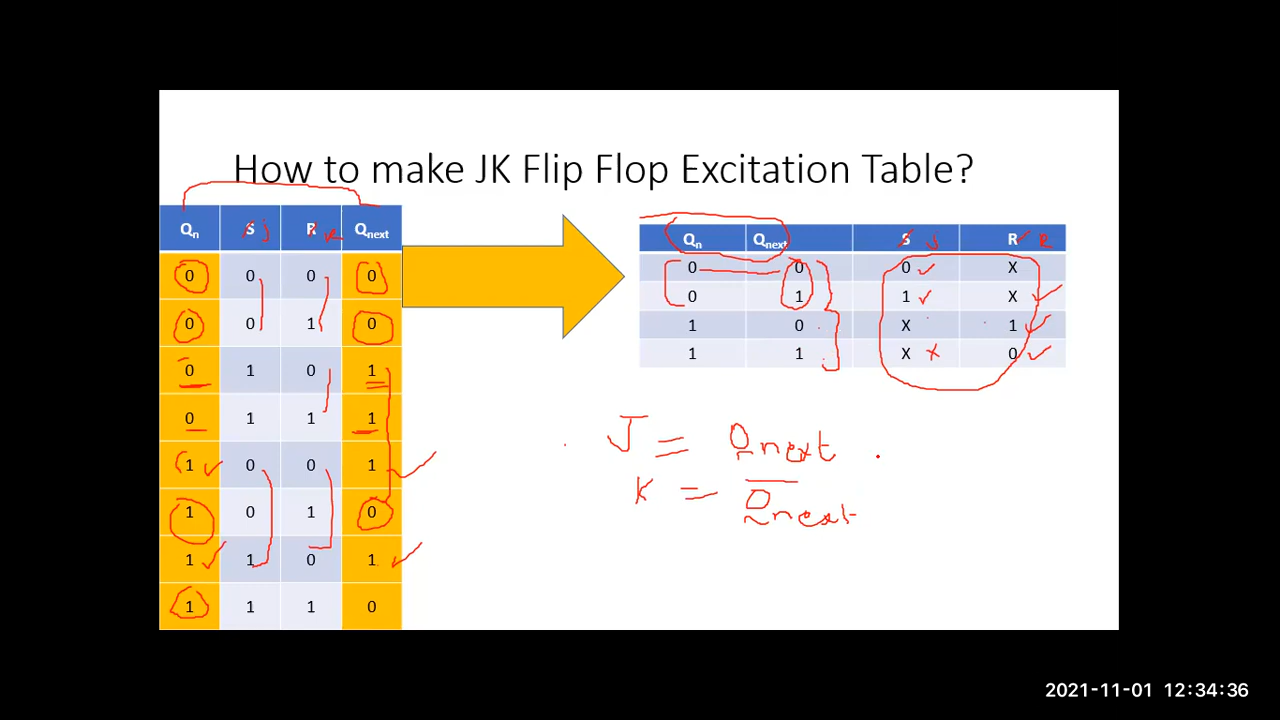 How to make JK Flip Flop Excitation Table?
Qn S J R K Qnext
0 0 0 0
0 0 1 0
0 1 0 1
0 1 1 1
1 0 0 1
1 0 1 0
1 1 0 1
1 1 1 0
Qn Qnext S J R K
0 0 0 X
0 1 1 X
1 0 X 1
1 1 X X 0
J = Qnext
K = Q̅next
2021-11-01 12:34:36